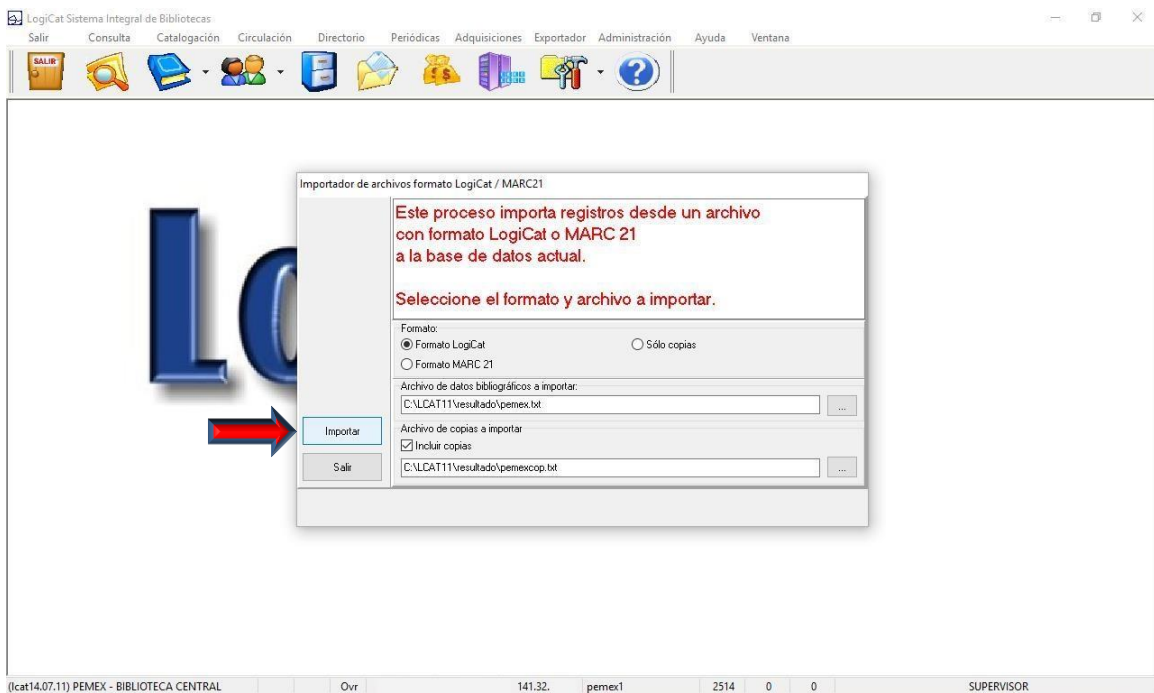 LogiCat Sistema Integral de Bibliotecas
Salir Consulta Catalogación Circulación Directorio Periódicas Adquisiciones Exportador Administración Ayuda Ventana
SALIR
Importador de archivos formato LogiCat / MARC21
Este proceso importa registros desde un archivo
con formato LogiCat o MARC 21
a la base de datos actual.
Seleccione el formato y archivo a importar.
Formato:
Formato LogiCat Sólo copias
Formato MARC 21
Archivo de datos bibliográficos a importar:
C:\LCAT11\resultado\pemex.txt ...
Importar
Archivo de copias a importar
Incluir copias
Salir
C:\LCAT11\resultado\pemexcop.txt ...
Lo
(lcat14.07.11) PEMEX - BIBLIOTECA CENTRAL Ovr 141.32. pemex1 2514 0 0 SUPERVISOR